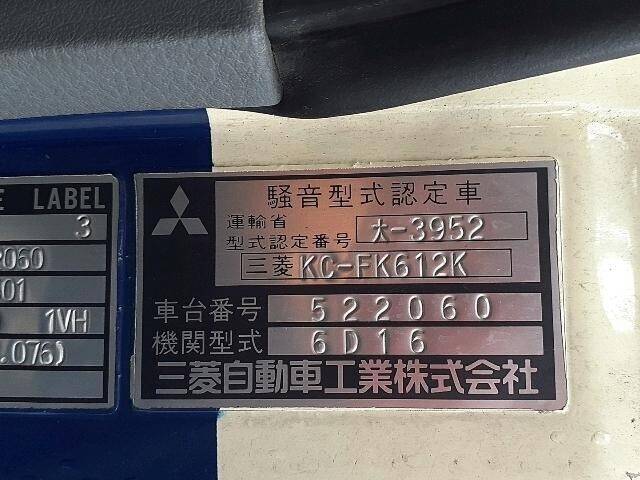 E LABEL
3
2060
01
1VH
.076)
騒音型式認定車
運輸省
型式認定番号 大-3952
三菱 KC-FK612K
車台番号 522060
機関型式 6D16
三菱自動車工業株式会社